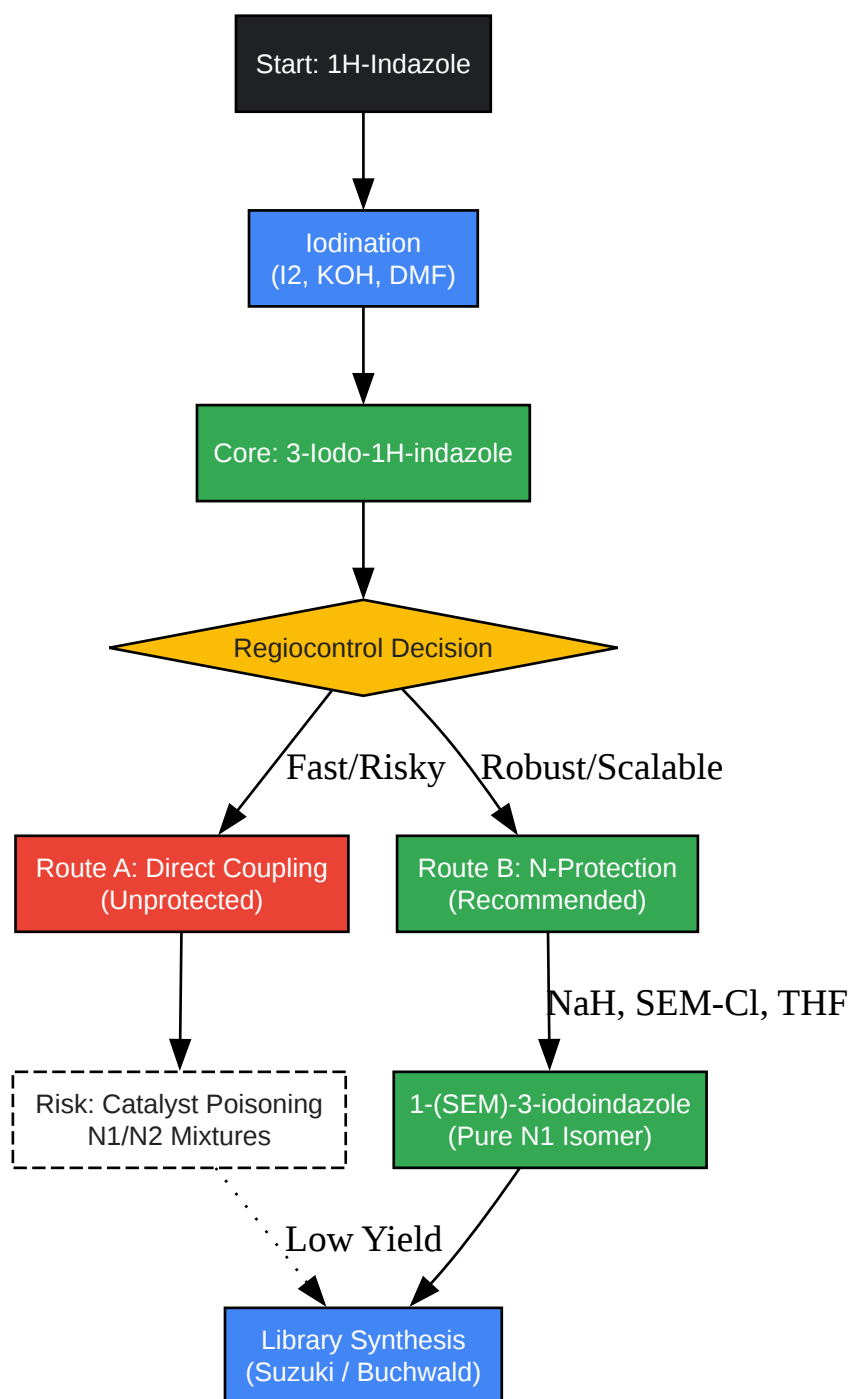 Start: 1H-Indazole
Iodination
(I2, KOH, DMF)
Core: 3-Iodo-1H-indazole
Regiocontrol Decision
Fast/Risky
Robust/Scalable
Route A: Direct Coupling
(Unprotected)
Route B: N-Protection
(Recommended)
NaH, SEM-Cl, THF
Risk: Catalyst Poisoning
N1/N2 Mixtures
1-(SEM)-3-iodoindazole
(Pure N1 Isomer)
Low Yield
Library Synthesis
(Suzuki / Buchwald)